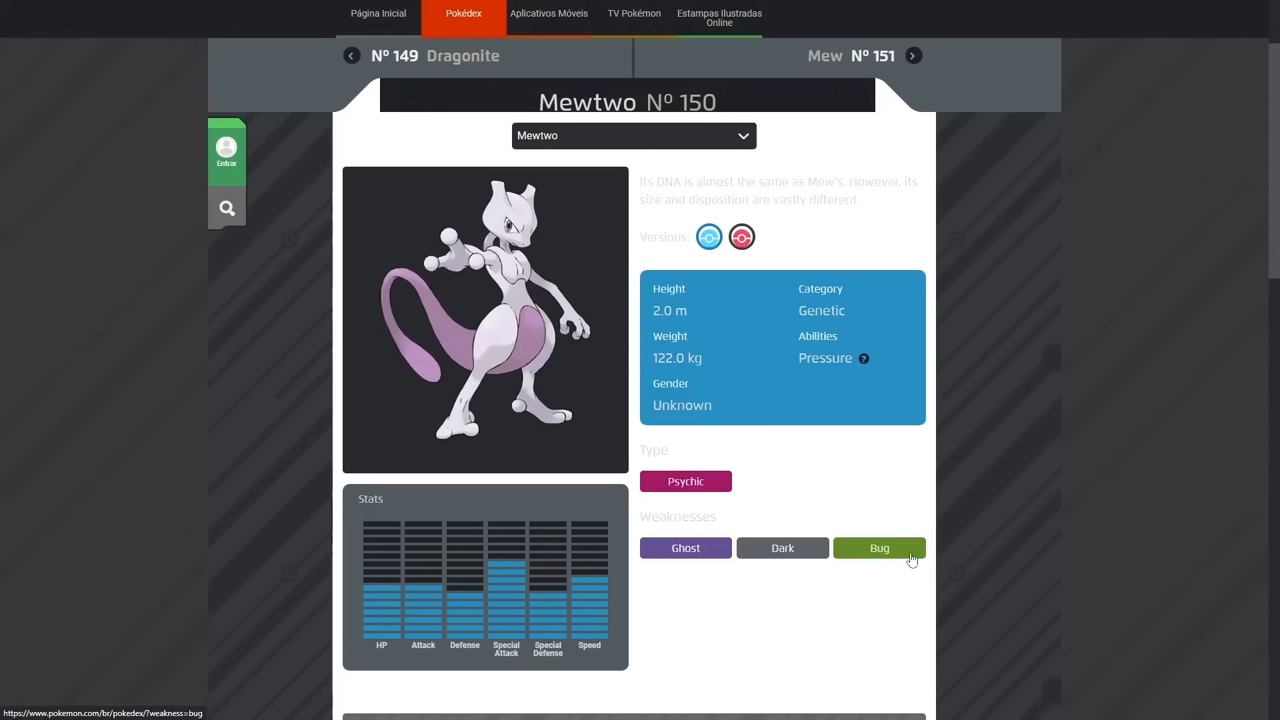 Página Inicial
Pokédex
Aplicativos Móveis
TV Pokémon
Estampas Ilustradas
Online
Nº 149 Dragonite
Mew Nº 151
Mewtwo Nº 150
Mewtwo
Entrar
Its DNA is almost the same as Mew's. However, its
size and disposition are vastly different.
Versions:
Height
2.0 m
Category
Genetic
Weight
122.0 kg
Abilities
Pressure ?
Gender
Unknown
Type
Psychic
Weaknesses
Ghost
Dark
Bug
Stats
HP
Attack
Defense
Special
Attack
Special
Defense
Speed
https://www.pokemon.com/br/pokedex/?weakness=bug